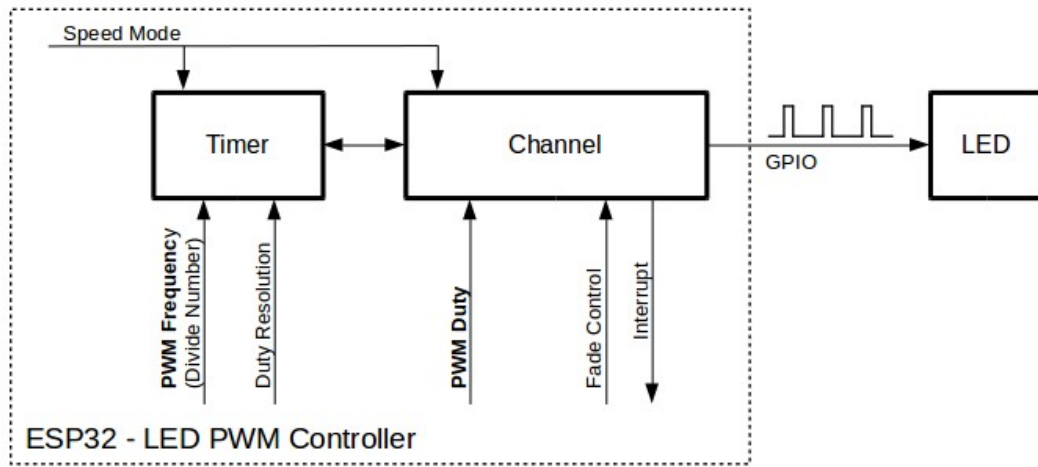 Speed Mode
Timer
Channel
GPIO
LED
PWM Frequency
(Divide Number)
Duty Resolution
PWM Duty
Fade Control
Interrupt
ESP32 - LED PWM Controller